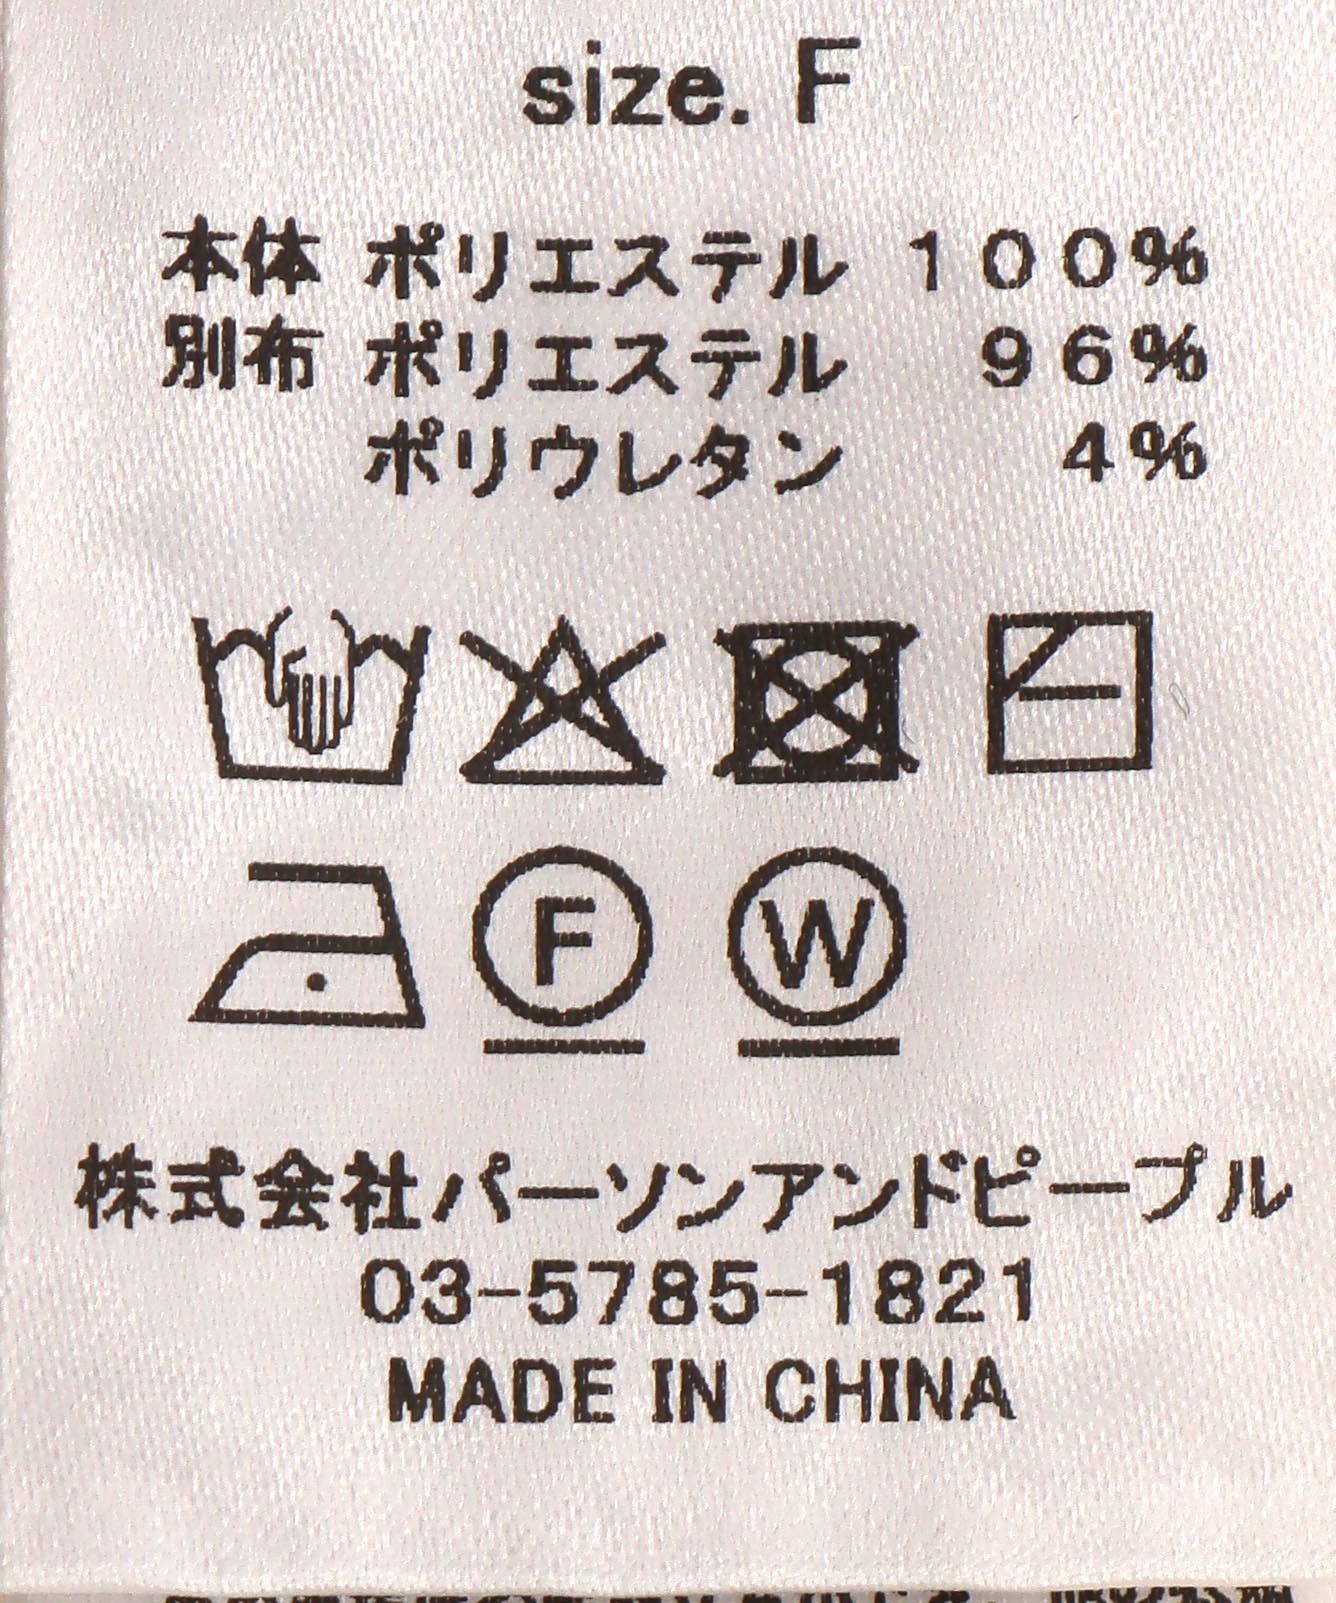 size. F
本体 ポリエステル 100%
別布 ポリエステル 96%
ポリウレタン 4%
F W
株式会社パーソンアンドピープル
03-5785-1821
MADE IN CHINA